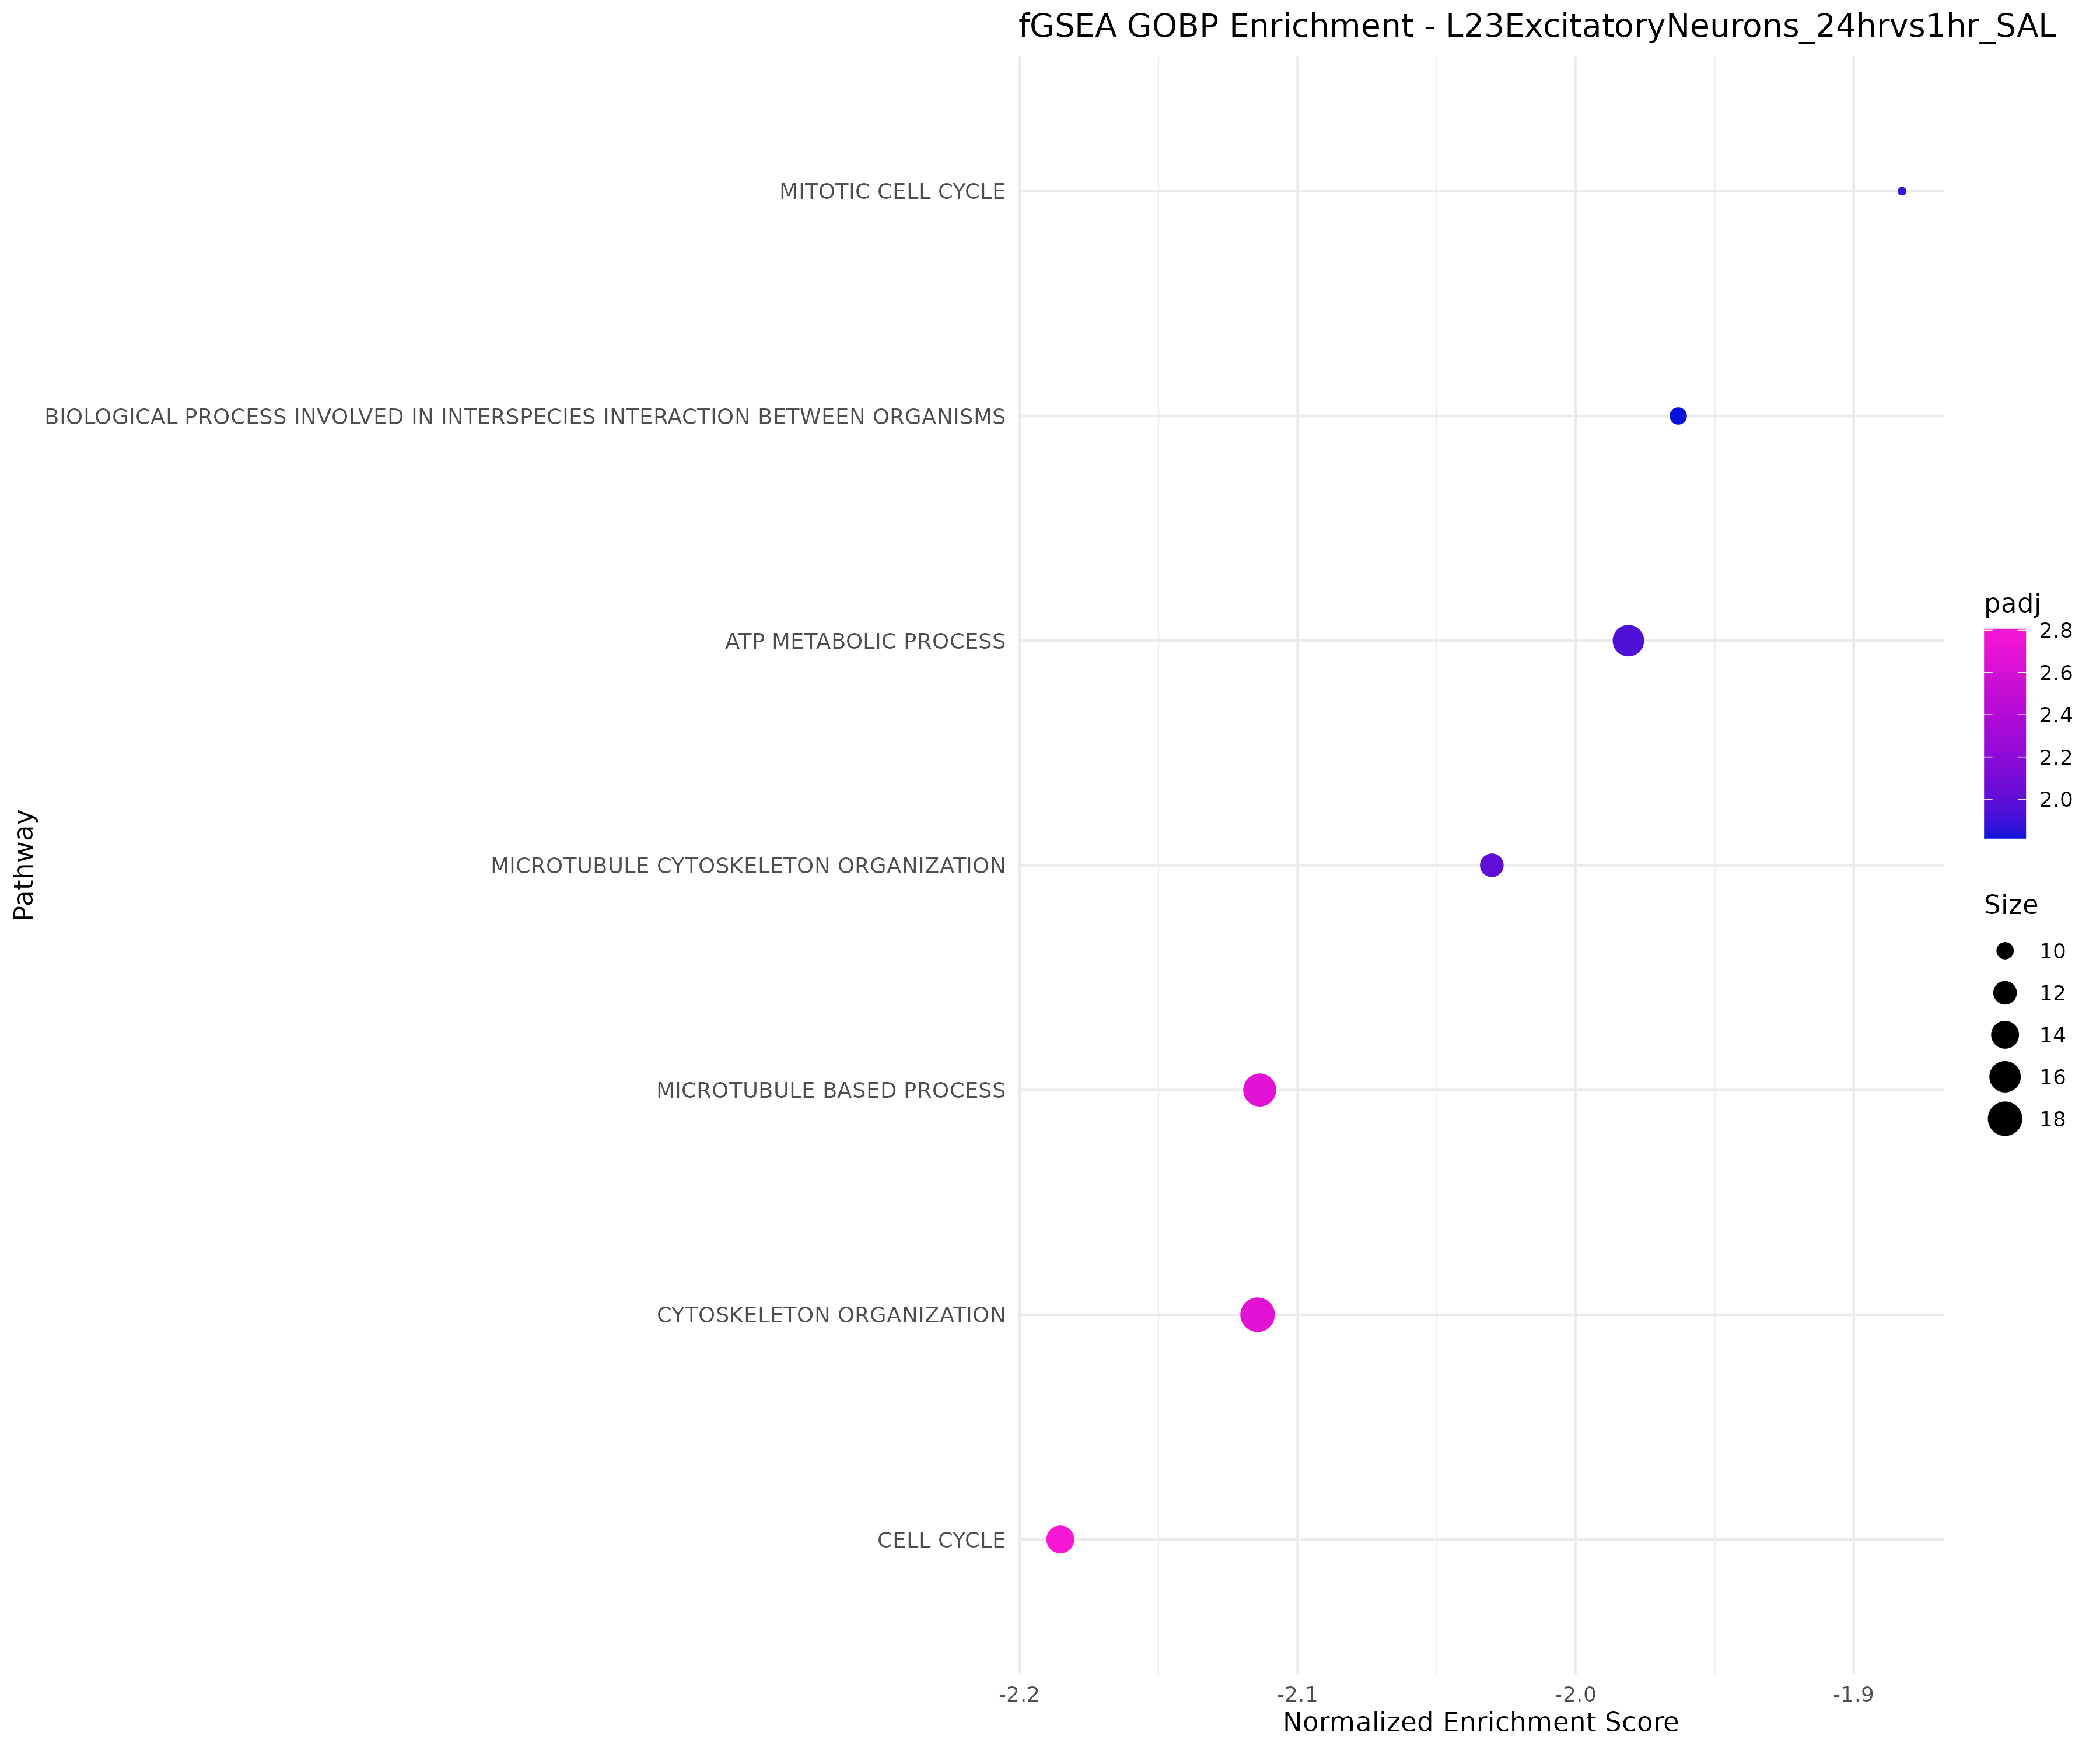 fGSEA GOBP Enrichment - L23ExcitatoryNeurons_24hrvs1hr_SAL
Pathway
MITOTIC CELL CYCLE
BIOLOGICAL PROCESS INVOLVED IN INTERSPECIES INTERACTION BETWEEN ORGANISMS
ATP METABOLIC PROCESS
MICROTUBULE CYTOSKELETON ORGANIZATION
MICROTUBULE BASED PROCESS
CYTOSKELETON ORGANIZATION
CELL CYCLE
-2.2 -2.1 -2.0 -1.9
Normalized Enrichment Score
padj
2.8
2.6
2.4
2.2
2.0
Size
10
12
14
16
18